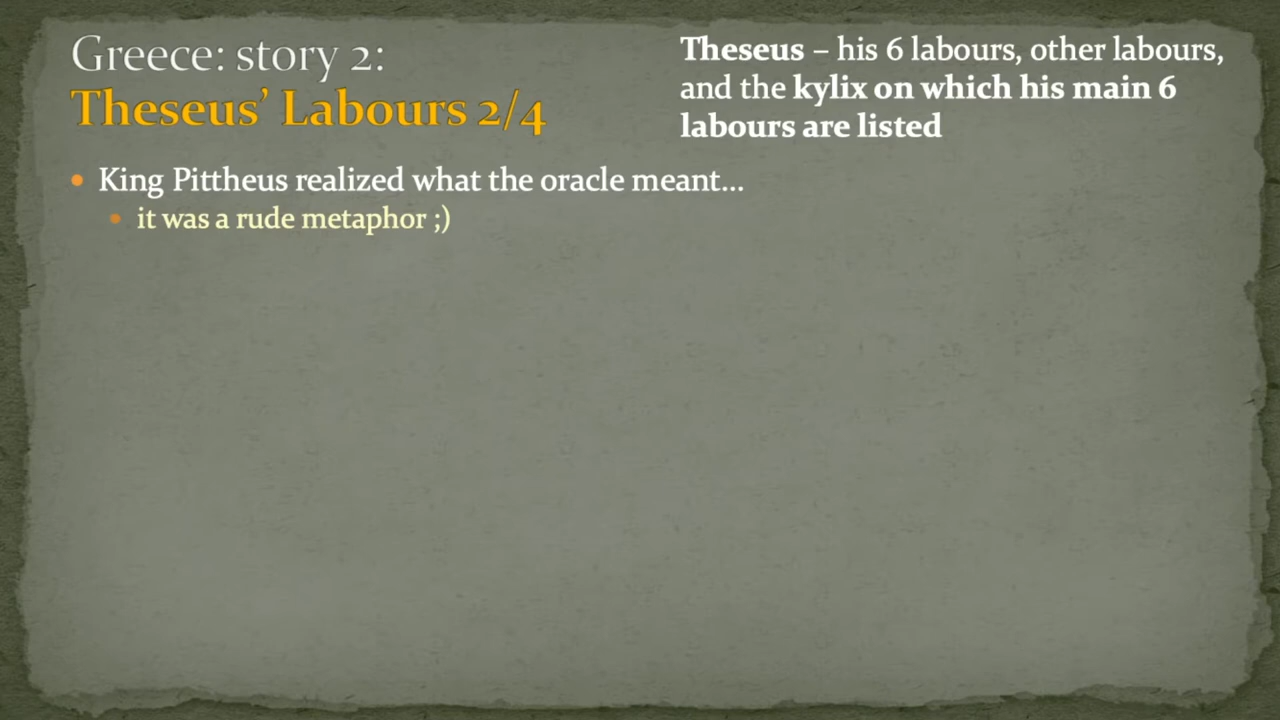 Greece: story 2:
Theseus’ Labours 2/4
Theseus – his 6 labours, other labours,
and the kylix on which his main 6
labours are listed
• King Pittheus realized what the oracle meant…
• it was a rude metaphor ;)